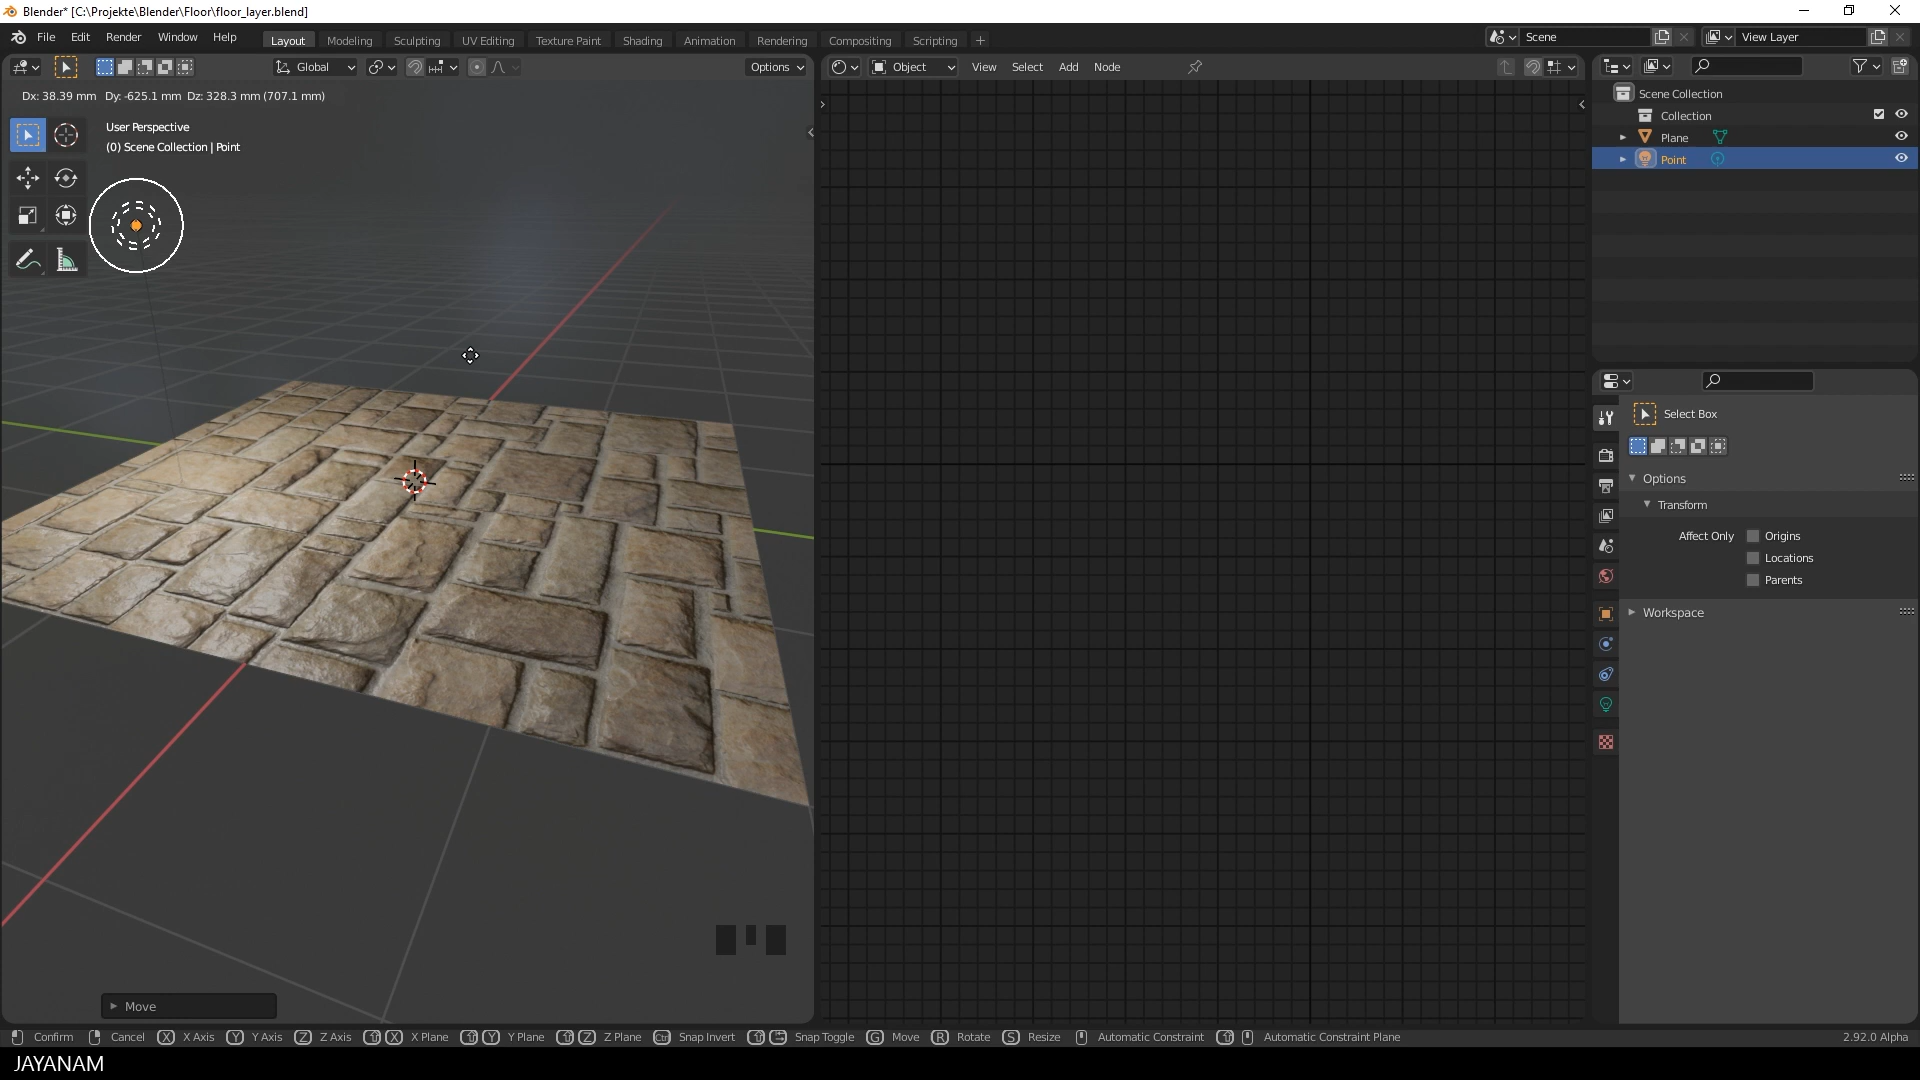 Blender* [C:\Projekte\Blender\Floor\floor_layer.blend]
File Edit Render Window Help Layout Modeling Sculpting UV Editing Texture Paint Shading Animation Rendering Compositing Scripting + Scene View Layer
Global Options Object View Select Add Node
Dx: 38.39 mm Dy: -625.1 mm Dz: 328.3 mm (707.1 mm)
User Perspective
(0) Scene Collection | Point
Scene Collection
Collection
Plane
Point
Select Box
Options
Transform
Affect Only Origins
Locations
Parents
Workspace
Move
Confirm Cancel X X Axis Y Y Axis Z Z Axis X X Plane Y Y Plane Z Z Plane Ctrl Snap Invert Snap Toggle G Move R Rotate S Resize Automatic Constraint Automatic Constraint Plane 2.92.0 Alpha
JAYANAM